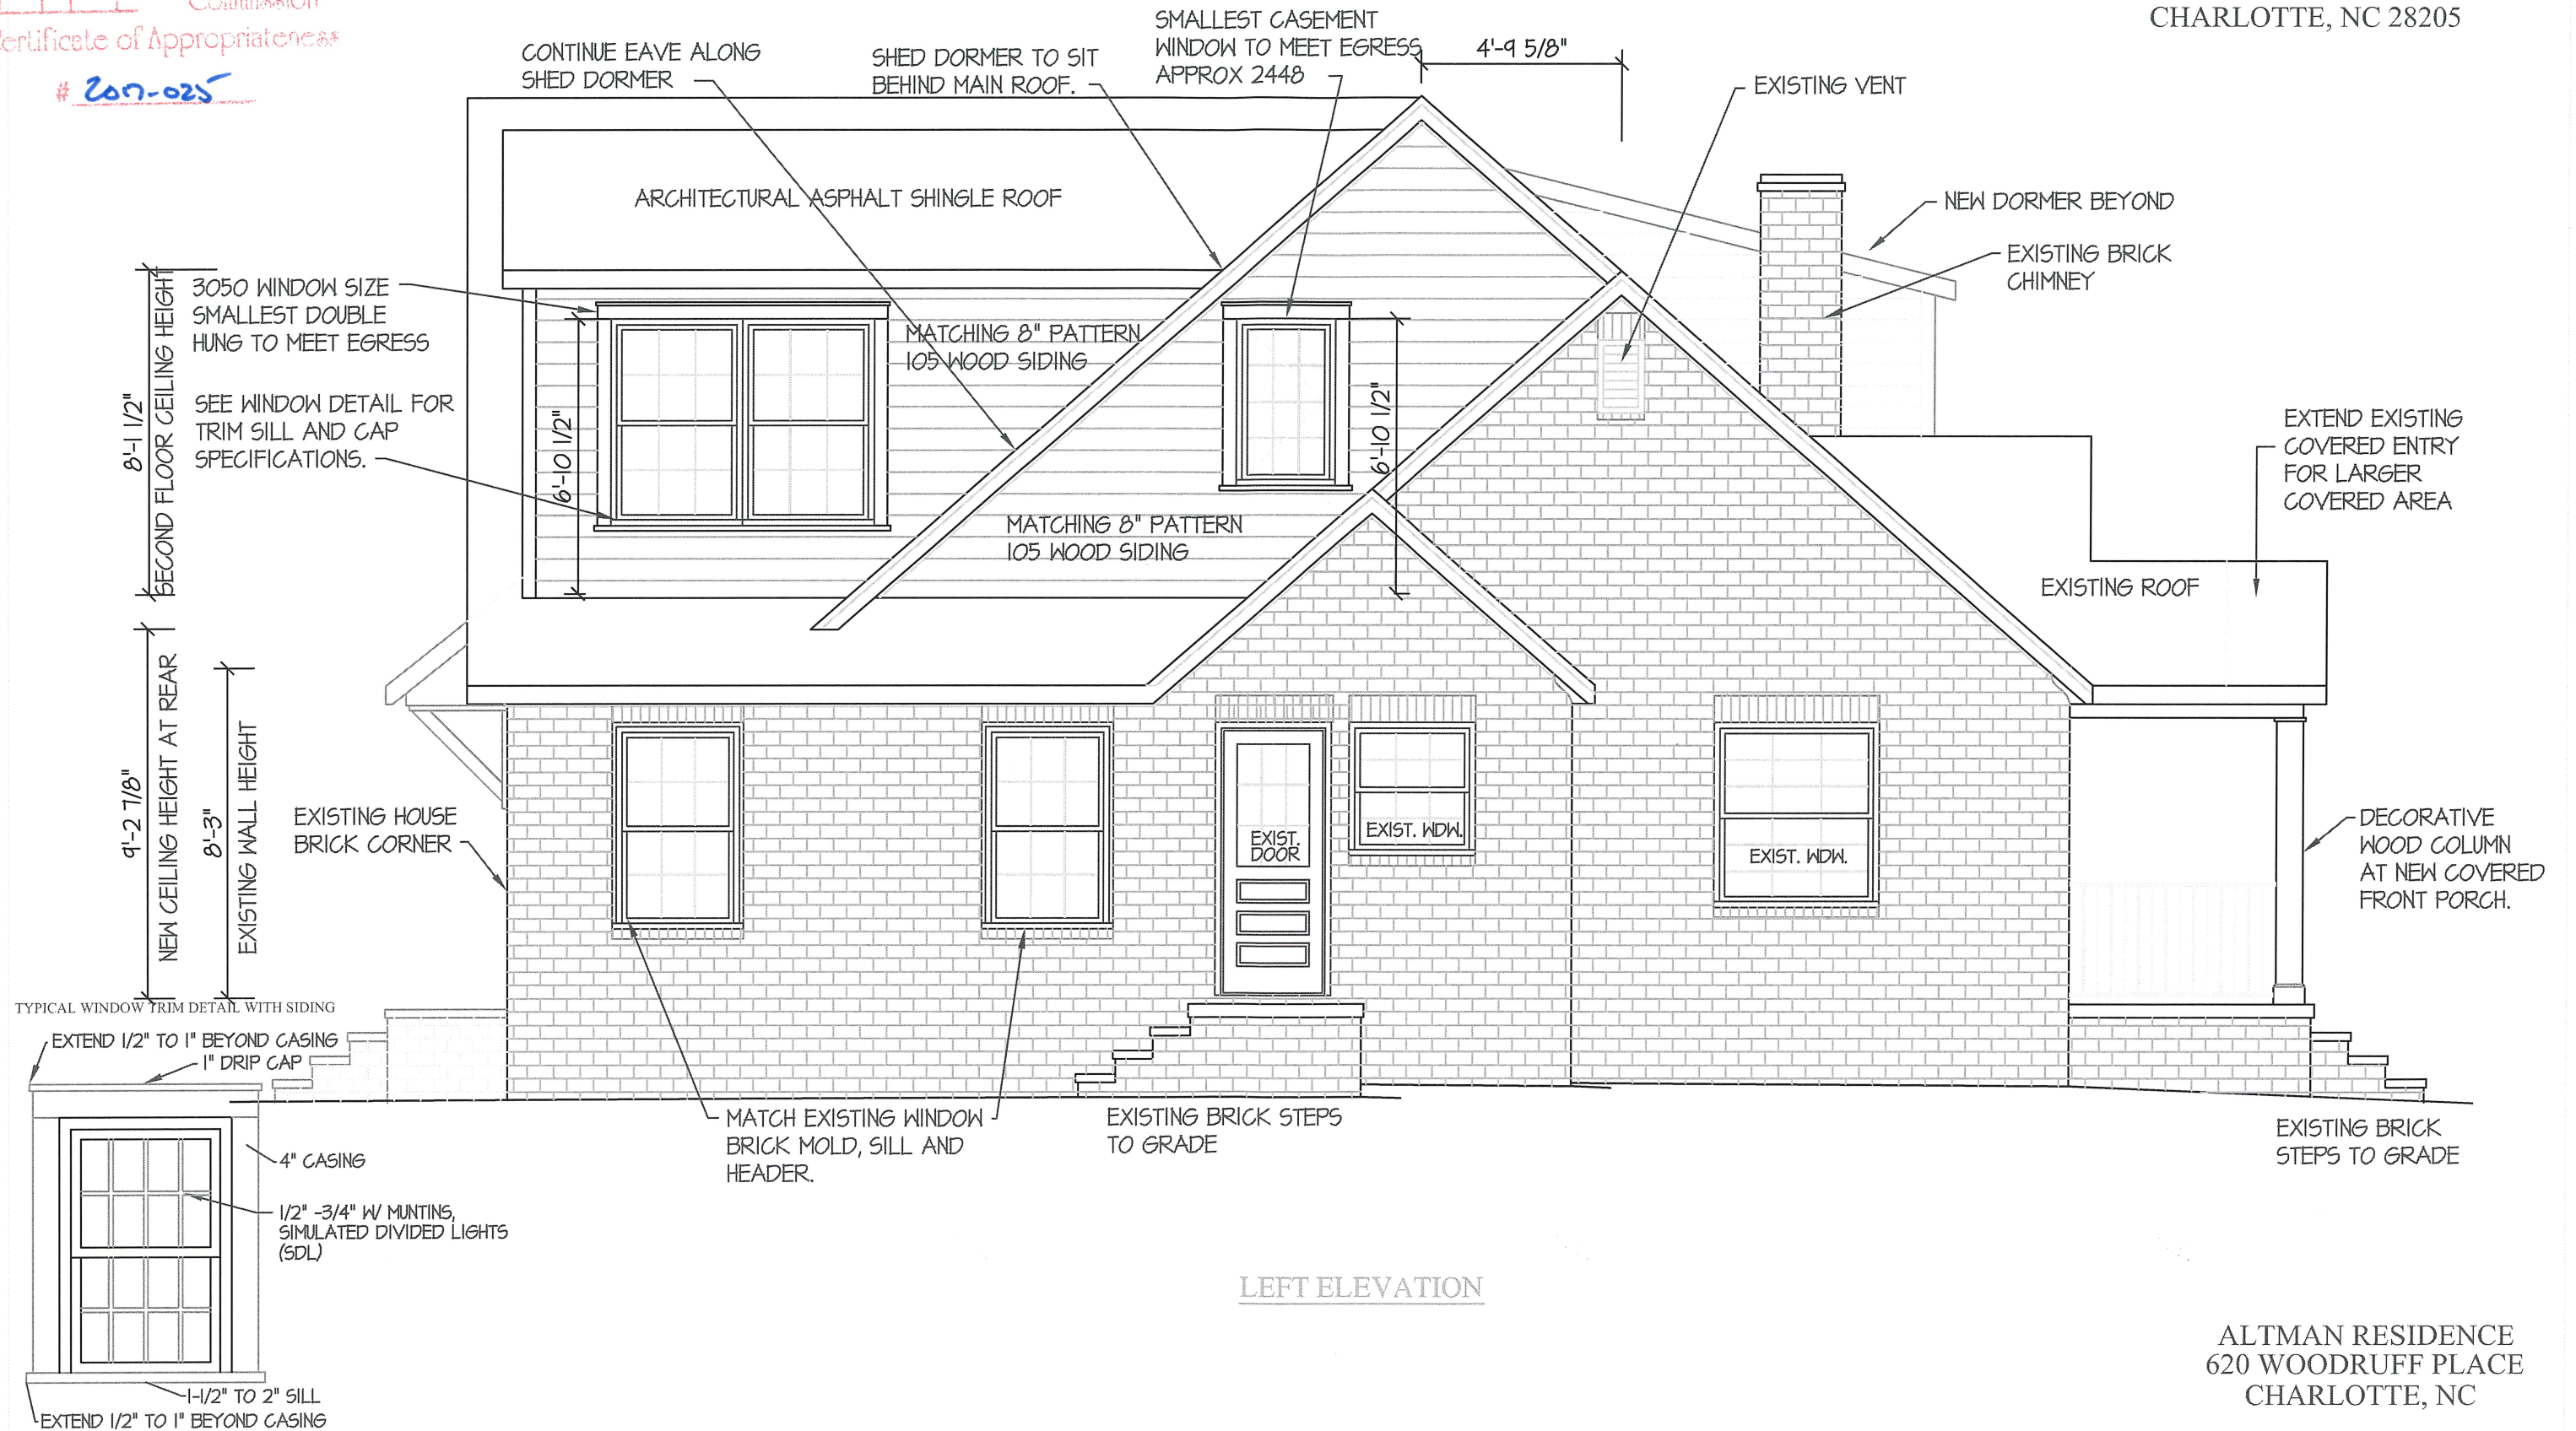 Commission
Certificate of Appropriateness
# 2017-025
CHARLOTTE, NC 28205
CONTINUE EAVE ALONG
SHED DORMER
SHED DORMER TO SIT
BEHIND MAIN ROOF.
SMALLEST CASEMENT
WINDOW TO MEET EGRESS
APPROX 2448
4'-9 5/8"
EXISTING VENT
ARCHITECTURAL ASPHALT SHINGLE ROOF
NEW DORMER BEYOND
EXISTING BRICK
CHIMNEY
3050 WINDOW SIZE
SMALLEST DOUBLE
HUNG TO MEET EGRESS
SEE WINDOW DETAIL FOR
TRIM SILL AND CAP
SPECIFICATIONS.
8'-1 1/2"
SECOND FLOOR CEILING HEIGHT
6'-10 1/2"
MATCHING 8" PATTERN
105 WOOD SIDING
6'-10 1/2"
MATCHING 8" PATTERN
105 WOOD SIDING
EXTEND EXISTING
COVERED ENTRY
FOR LARGER
COVERED AREA
EXISTING ROOF
9'-2 7/8"
NEW CEILING HEIGHT AT REAR
8'-3"
EXISTING WALL HEIGHT
EXISTING HOUSE
BRICK CORNER
EXIST.
DOOR
EXIST. WDW.
EXIST. WDW.
DECORATIVE
WOOD COLUMN
AT NEW COVERED
FRONT PORCH.
TYPICAL WINDOW TRIM DETAIL WITH SIDING
EXTEND 1/2" TO 1" BEYOND CASING
1" DRIP CAP
4" CASING
1/2" -3/4" W/ MUNTINS,
SIMULATED DIVIDED LIGHTS
(SDL)
1-1/2" TO 2" SILL
EXTEND 1/2" TO 1" BEYOND CASING
MATCH EXISTING WINDOW
BRICK MOLD, SILL AND
HEADER.
EXISTING BRICK STEPS
TO GRADE
EXISTING BRICK
STEPS TO GRADE
LEFT ELEVATION
ALTMAN RESIDENCE
620 WOODRUFF PLACE
CHARLOTTE, NC